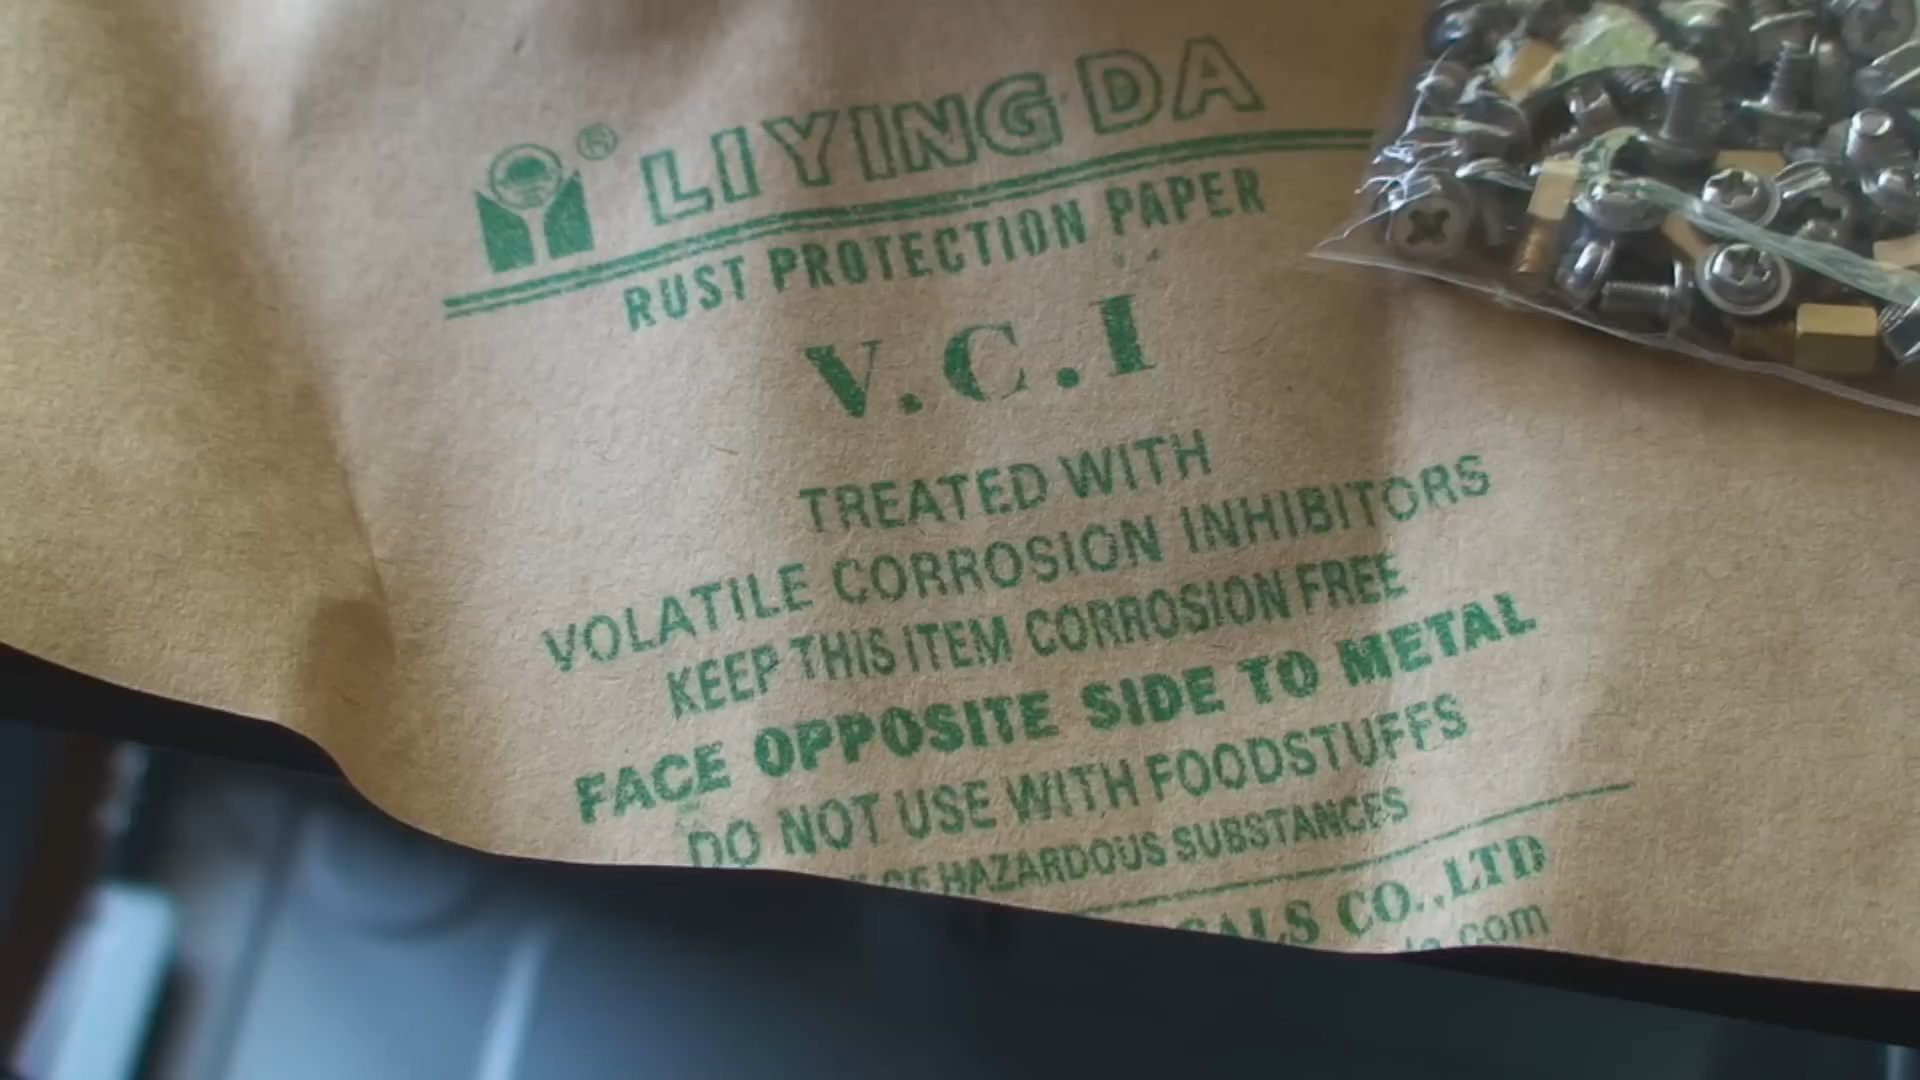 ® LIYING DA
RUST PROTECTION PAPER
V.C.I
TREATED WITH
VOLATILE CORROSION INHIBITORS
KEEP THIS ITEM CORROSION FREE
FACE OPPOSITE SIDE TO METAL
DO NOT USE WITH FOODSTUFFS
OF HAZARDOUS SUBSTANCES
CO.,LTD
.com